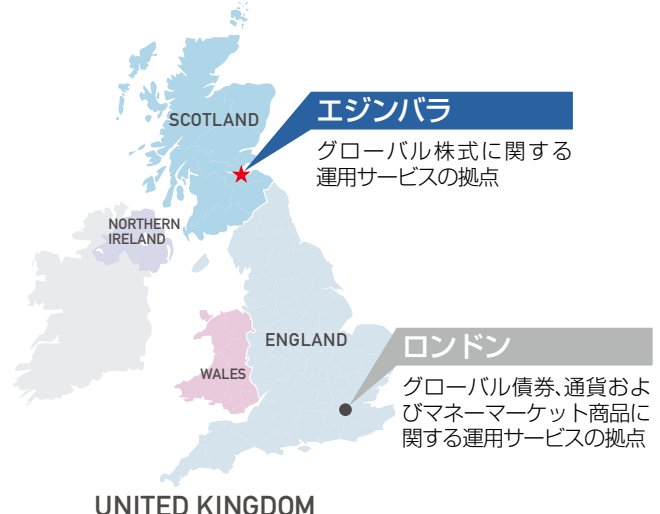 SCOTLAND
エジンバラ
グローバル株式に関する
運用サービスの拠点
NORTHERN
IRELAND
ENGLAND
WALES
ロンドン
グローバル債券、通貨およ
びマネーマーケット商品に
関する運用サービスの拠点
UNITED KINGDOM